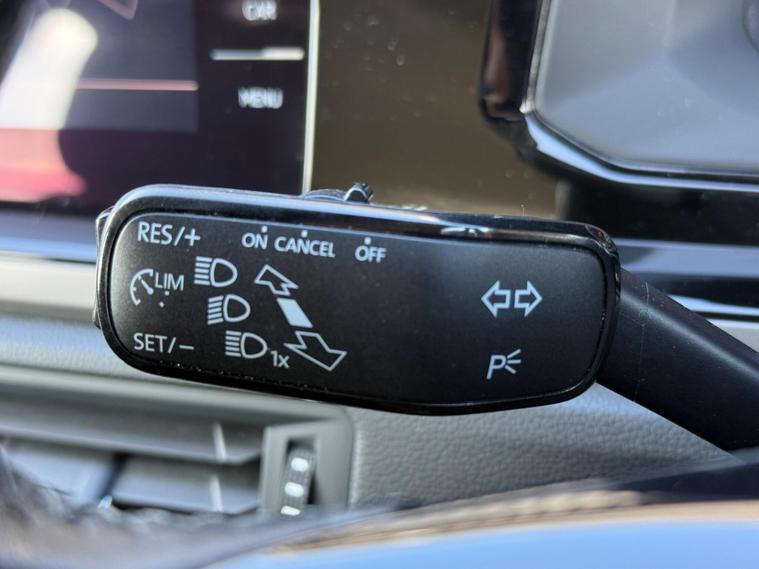 CAR
MENU
RES/+
ON CANCEL OFF
LIM
SET/−
1x
P